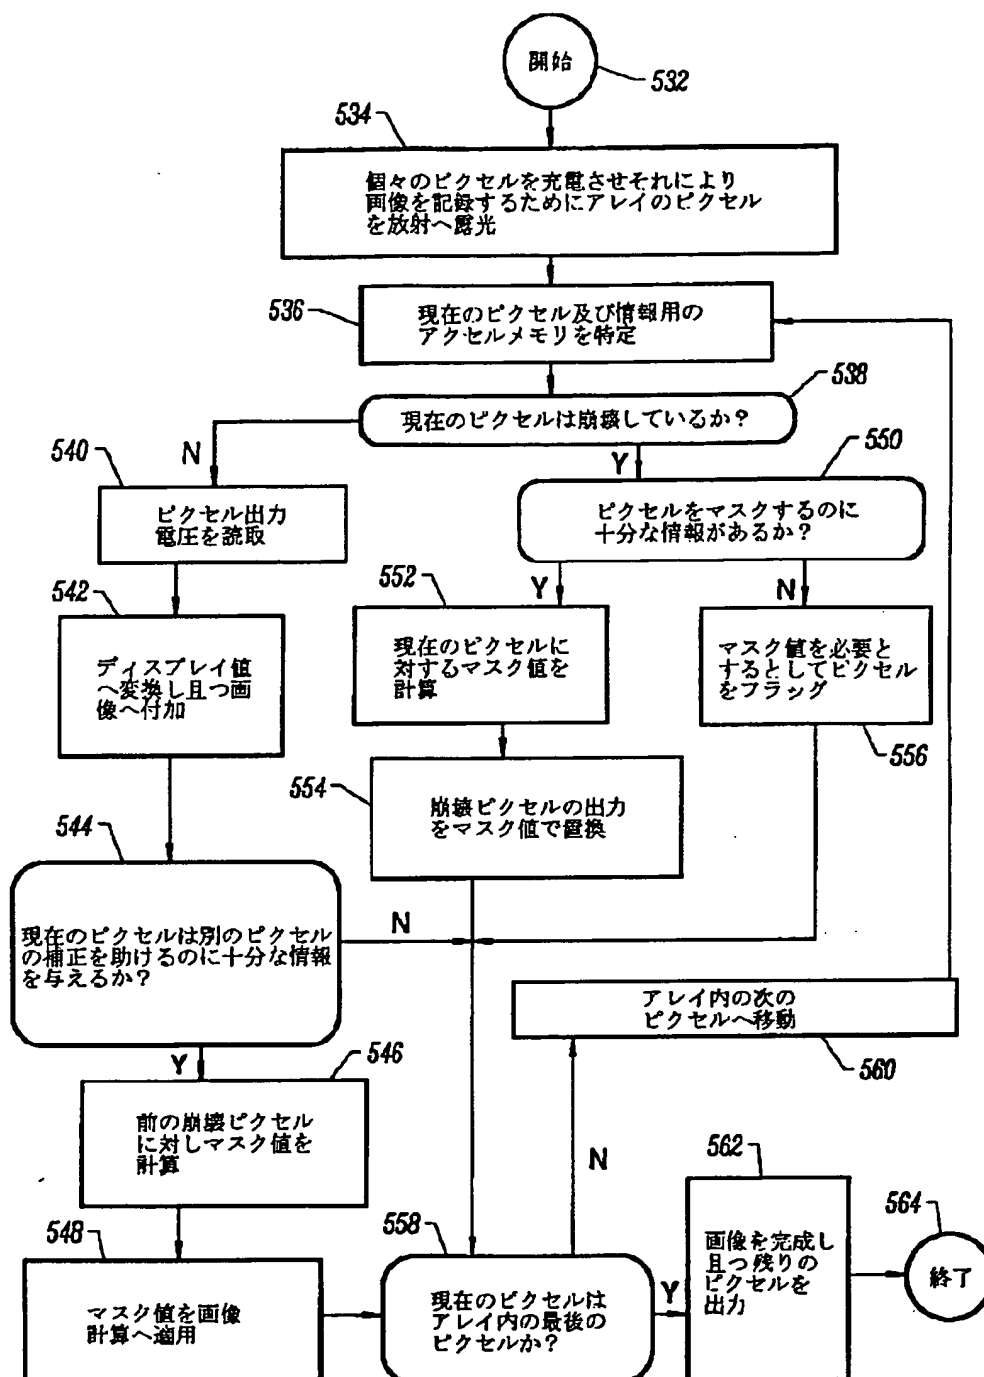 開始
532
534
個々のピクセルを充電させそれにより
画像を記録するためにアレイのピクセル
を放射へ露光
536
現在のピクセル及び情報用の
アクセルメモリを特定
538
現在のピクセルは崩壊しているか？
N
Y
540
ピクセル出力
電圧を読取
550
ピクセルをマスクするのに
十分な情報があるか？
Y
N
542
ディスプレイ値
へ変換し且つ画
像へ付加
552
現在のピクセルに
対するマスク値を
計算
マスク値を必要と
するとしてピクセル
をフラッグ
556
554
崩壊ピクセルの出力
をマスク値で置換
544
現在のピクセルは別のピクセル
の補正を助けるのに十分な情報
を与えるか？
N
Y
アレイ内の次の
ピクセルへ移動
560
546
前の崩壊ピクセル
に対しマスク値を
計算
N
548
マスク値を画像
計算へ適用
558
現在のピクセルは
アレイ内の最後の
ピクセルか？
Y
562
画像を完成し
且つ残りの
ピクセルを
出力
564
終了